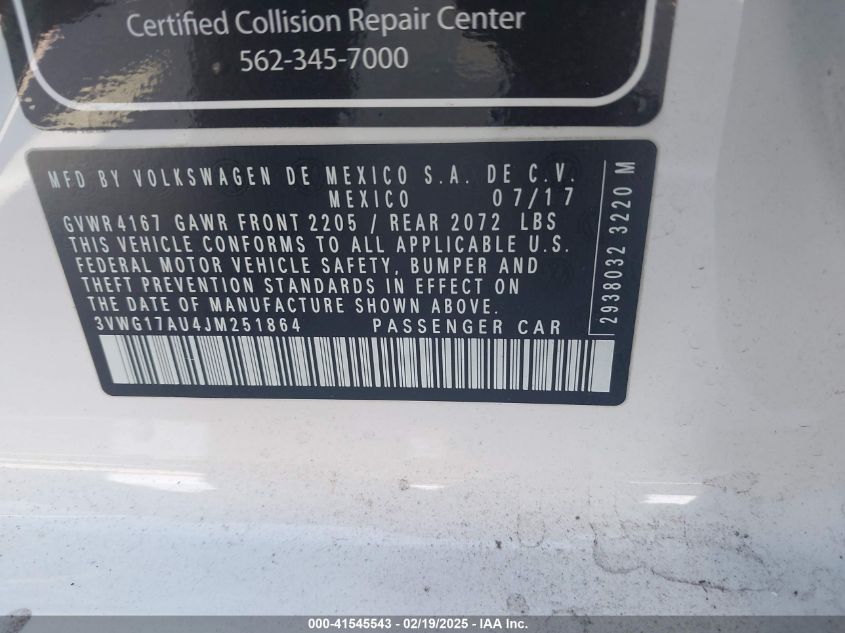 Certified Collision Repair Center
562-345-7000
MFD BY VOLKSWAGEN DE MEXICO S.A. DE C.V.
MEXICO 07/17
GVWR4167 GAWR FRONT 2205 / REAR 2072 LBS
THIS VEHICLE CONFORMS TO ALL APPLICABLE U.S.
FEDERAL MOTOR VEHICLE SAFETY, BUMPER AND
THEFT PREVENTION STANDARDS IN EFFECT ON
THE DATE OF MANUFACTURE SHOWN ABOVE.
3VWG17AU4JM251864 PASSENGER CAR
2938032 3220 M
000-41545543 - 02/19/2025 - IAA Inc.